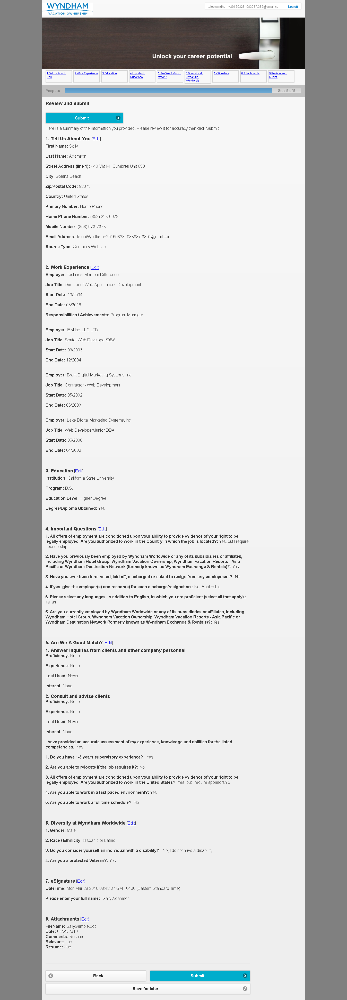 WYNDHAM
VACATION OWNERSHIP®
taleowyndham+20160328_083937.389@gmail.com Log off
Unlock your career potential
1.Tell Us About
You
2.Work Experience
3.Education
4.Important
Questions
5.Are We A Good
Match?
6.Diversity at
Wyndham
Worldwide
7.eSignature
8.Attachments
9.Review and
Submit
Progress Step 9 of 9
Review and Submit
Submit
Here is a summary of the information you provided. Please review it for accuracy then click Submit
1. Tell Us About You [Edit]
First Name: Sally
Last Name: Adamson
Street Address (line 1): 440 Via Mil Cumbres Unit 650
City: Solana Beach
Zip/Postal Code: 92075
Country: United States
Primary Number: Home Phone
Home Phone Number: (858) 223-0978
Mobile Number: (858) 673-2373
Email Address: TaleoWyndham+20160328_083937.389@gmail.com
Source Type: Company Website
2. Work Experience [Edit]
Employer: Technical Marcom Difference
Job Title: Director of Web Applications Development
Start Date: 10/2004
End Date: 03/2016
Responsibilities / Achievements: Program Manager
Employer: IBM Inc. LLC LTD
Job Title: Senior Web Developer/DBA
Start Date: 03/2003
End Date: 12/2004
Employer: Brant Digital Marketing Systems, Inc
Job Title: Contractor - Web Development
Start Date: 05/2002
End Date: 03/2003
Employer: Lake Digital Marketing Systems, Inc
Job Title: Web Developer/Junior DBA
Start Date: 05/2000
End Date: 04/2002
3. Education [Edit]
Institution: California State University
Program: B.S.
Education Level: Higher Degree
Degree/Diploma Obtained: Yes
4. Important Questions [Edit]
1. All offers of employment are conditioned upon your ability to provide evidence of your right to be
legally employed. Are you authorized to work in the Country in which the job is located?: Yes, but I require
sponsorship
2. Have you previously been employed by Wyndham Worldwide or any of its subsidiaries or affiliates,
including Wyndham Hotel Group, Wyndham Vacation Ownership, Wyndham Vacation Resorts - Asia
Pacific or Wyndham Destination Network (formerly known as Wyndham Exchange & Rentals)?: Yes
3. Have you ever been terminated, laid off, discharged or asked to resign from any employment?: No
4. If yes, give the employer(s) and reason(s) for each discharge/resignation.: Not Applicable
5. Please select any languages, in addition to English, in which you are proficient (select all that apply).:
Italian
6. Are you currently employed by Wyndham Worldwide or any of its subsidiaries or affiliates, including
Wyndham Hotel Group, Wyndham Vacation Ownership, Wyndham Vacation Resorts - Asia Pacific or
Wyndham Destination Network (formerly known as Wyndham Exchange & Rentals)?: Yes
5. Are We A Good Match? [Edit]
1. Answer inquiries from clients and other company personnel
Proficiency: None
Experience: None
Last Used: Never
Interest: None
2. Consult and advise clients
Proficiency: None
Experience: None
Last Used: Never
Interest: None
I have provided an accurate assessment of my experience, knowledge and abilities for the listed
competencies.: Yes
1. Do you have 1-3 years supervisory experience? : Yes
2. Are you able to relocate if the job requires it?: No
3. All offers of employment are conditioned upon your ability to provide evidence of your right to be
legally employed. Are you authorized to work in the United States?: Yes, but I require sponsorship
4. Are you able to work in a fast paced environment?: Yes
5. Are you able to work a full time schedule?: No
6. Diversity at Wyndham Worldwide [Edit]
1. Gender: Male
2. Race / Ethnicity: Hispanic or Latino
3. Do you consider yourself an individual with a disability? : No, I do not have a disability
4. Are you a protected Veteran?: Yes
7. eSignature [Edit]
DateTime: Mon Mar 28 2016 08:42:27 GMT-0400 (Eastern Standard Time)
Please enter your full name:: Sally Adamson
8. Attachments [Edit]
FileName: SallySample.doc
Date: 03/28/2016
Comments: Resume
Relevant: true
Resume: true
Back Submit
Save for later